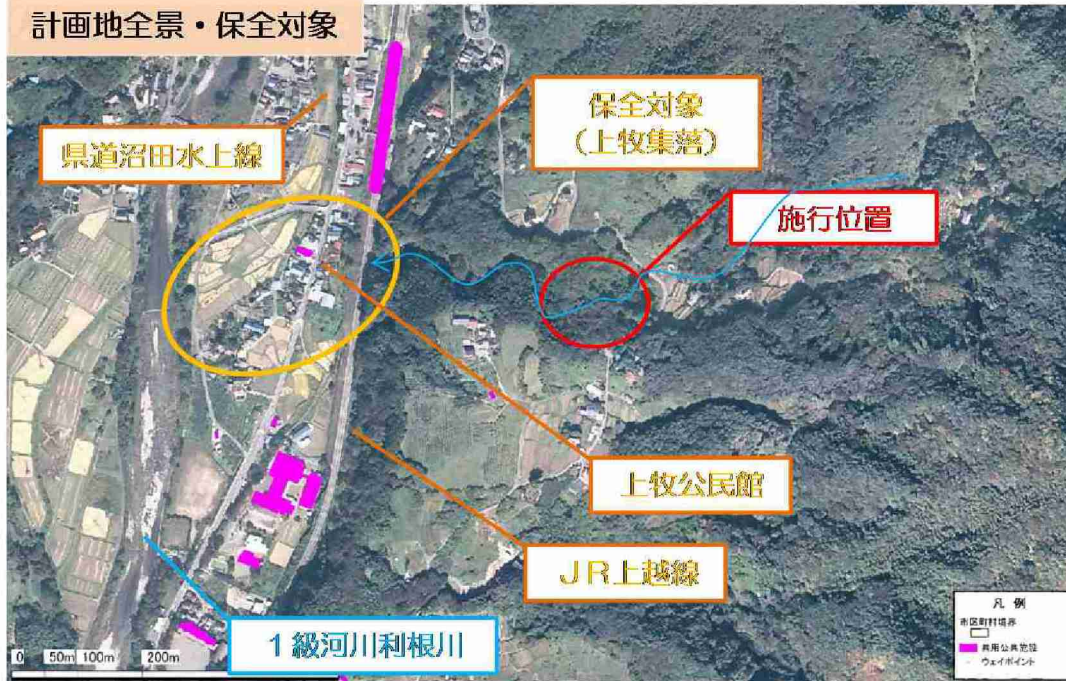 計画地全景・保全対象
保全対象
(上牧集落)
県道沼田水上線
施行位置
上牧公民館
JR上越線
1級河川利根川
0 50m 100m 200m
凡例
市区町村境界
共用公共施設
ウェイポイント